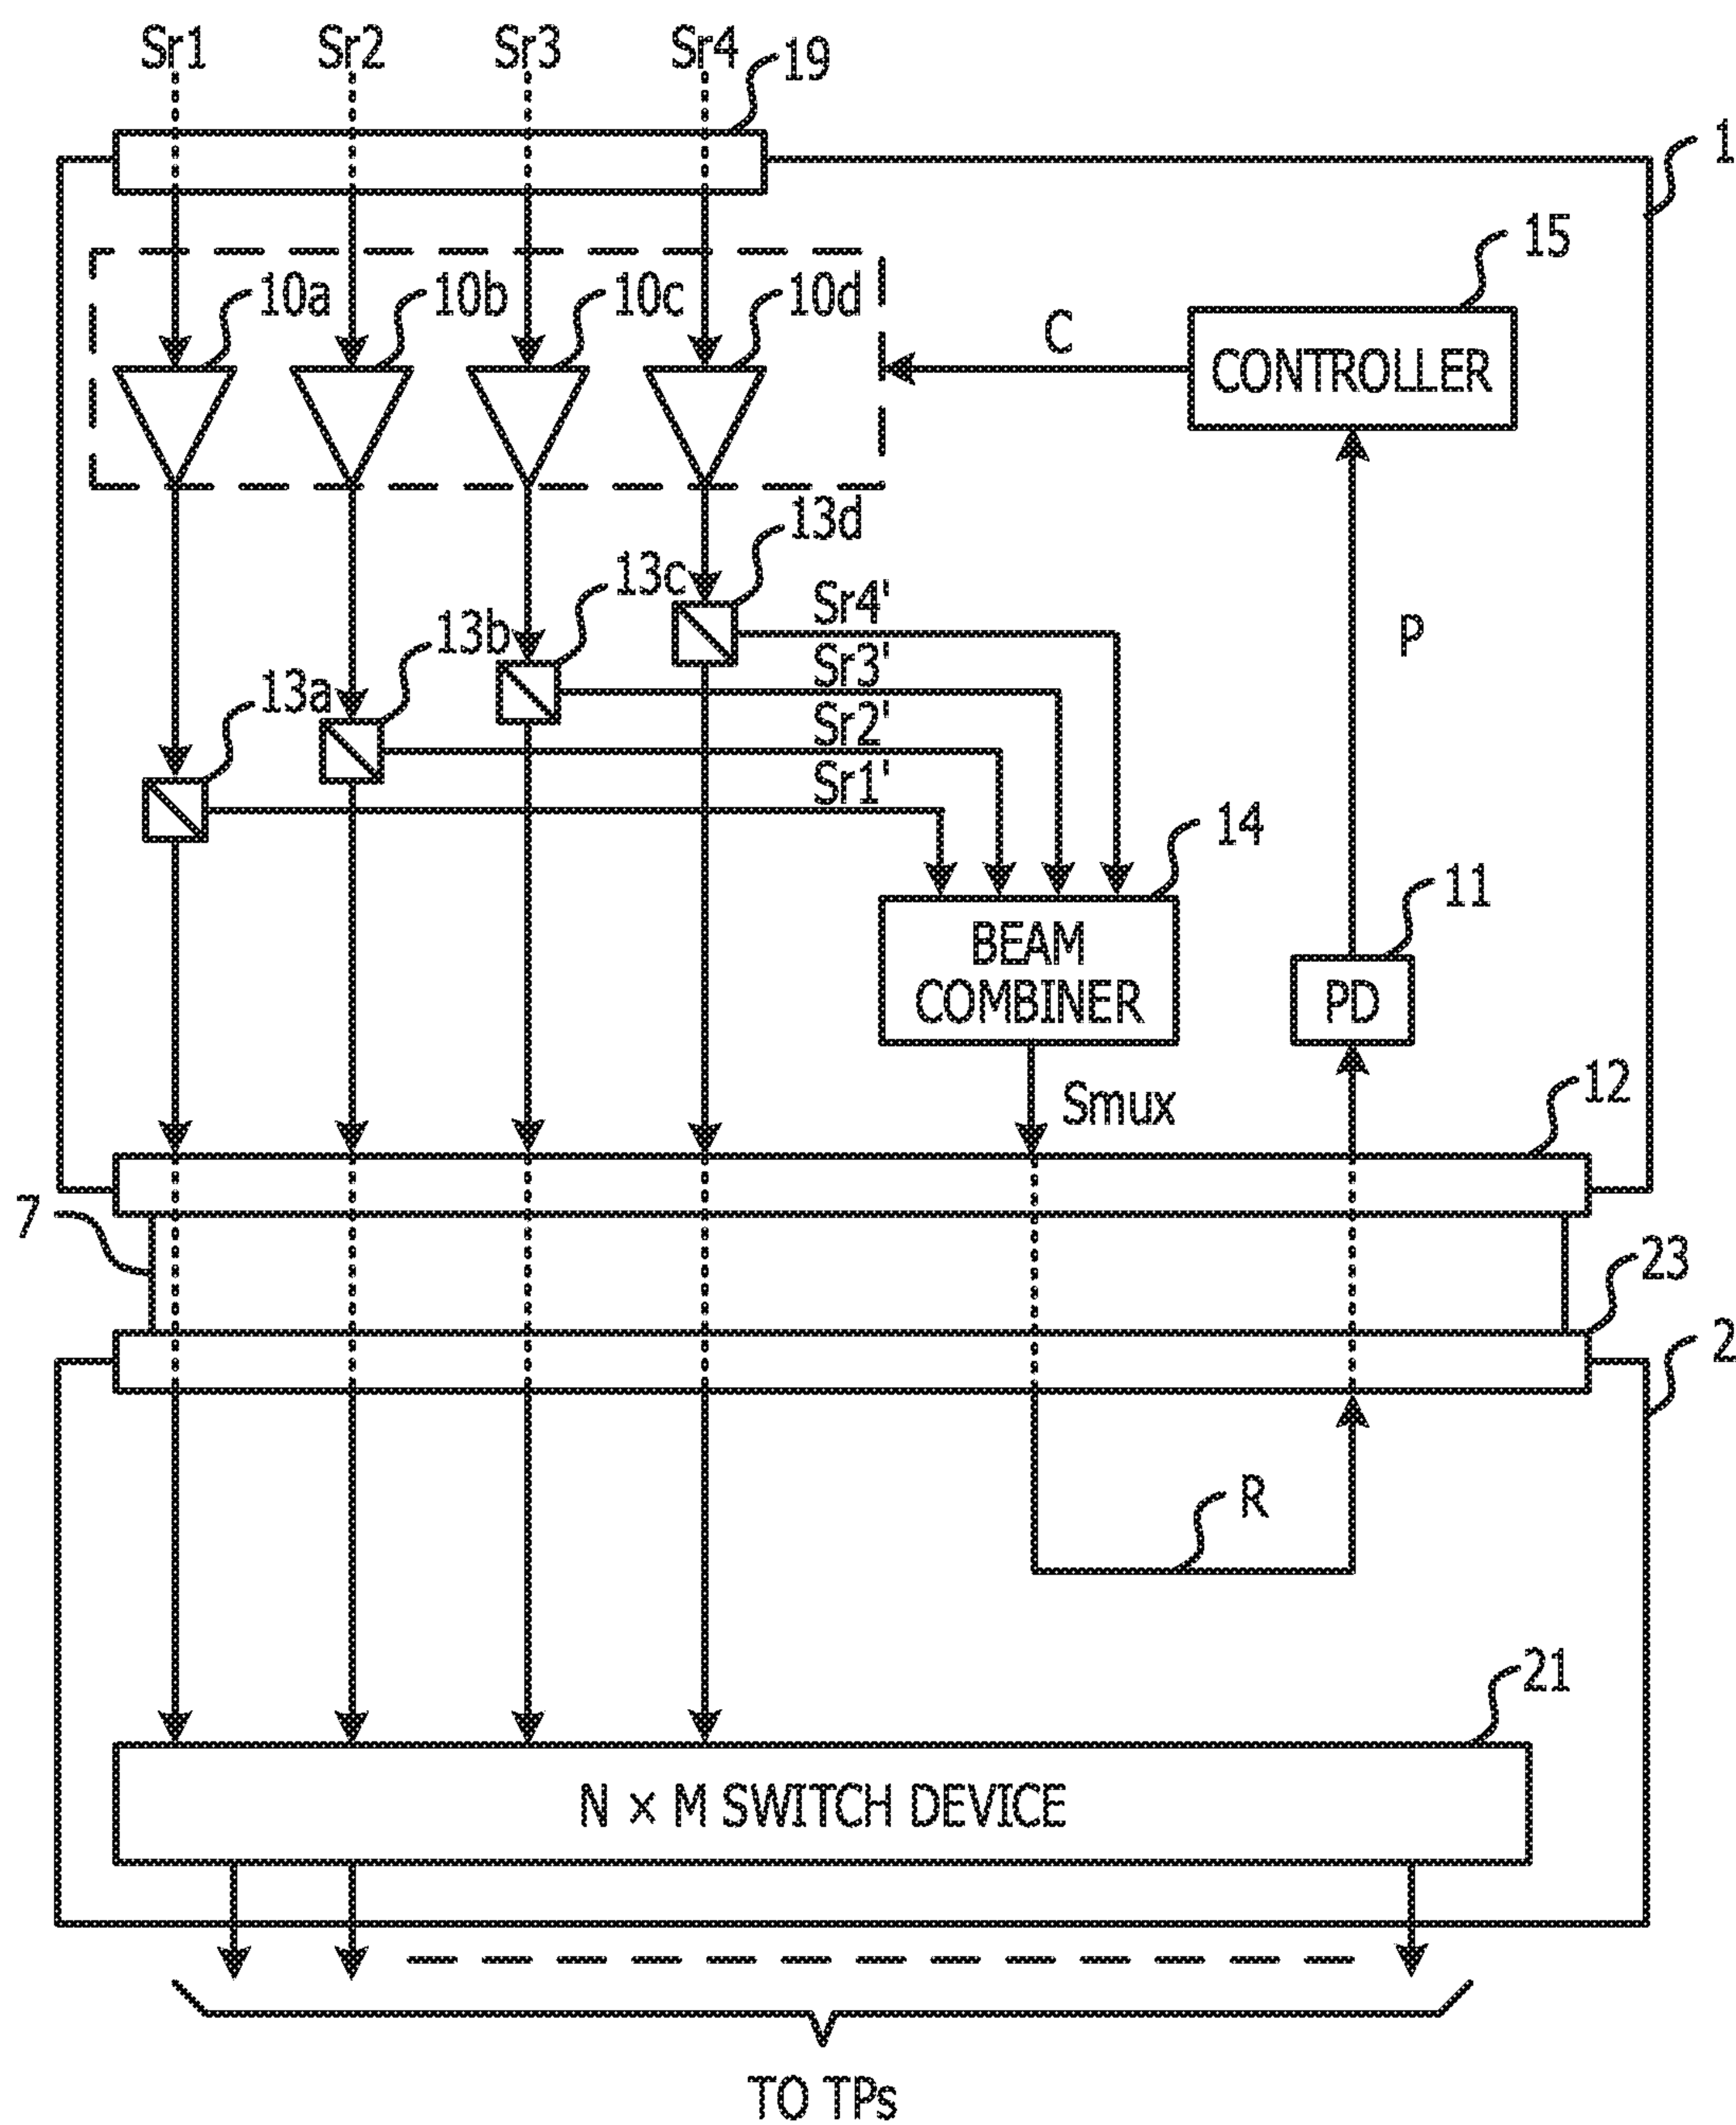 Sr1 Sr2 Sr3 Sr4 19
1
15
10a 10b 10c 10d
C
CONTROLLER
13d
13c
Sr4'
P
13b
Sr3'
13a
Sr2'
Sr1'
14
11
BEAM
COMBINER
PD
12
Smux
7
23
2
R
21
N × M SWITCH DEVICE
TO TPs